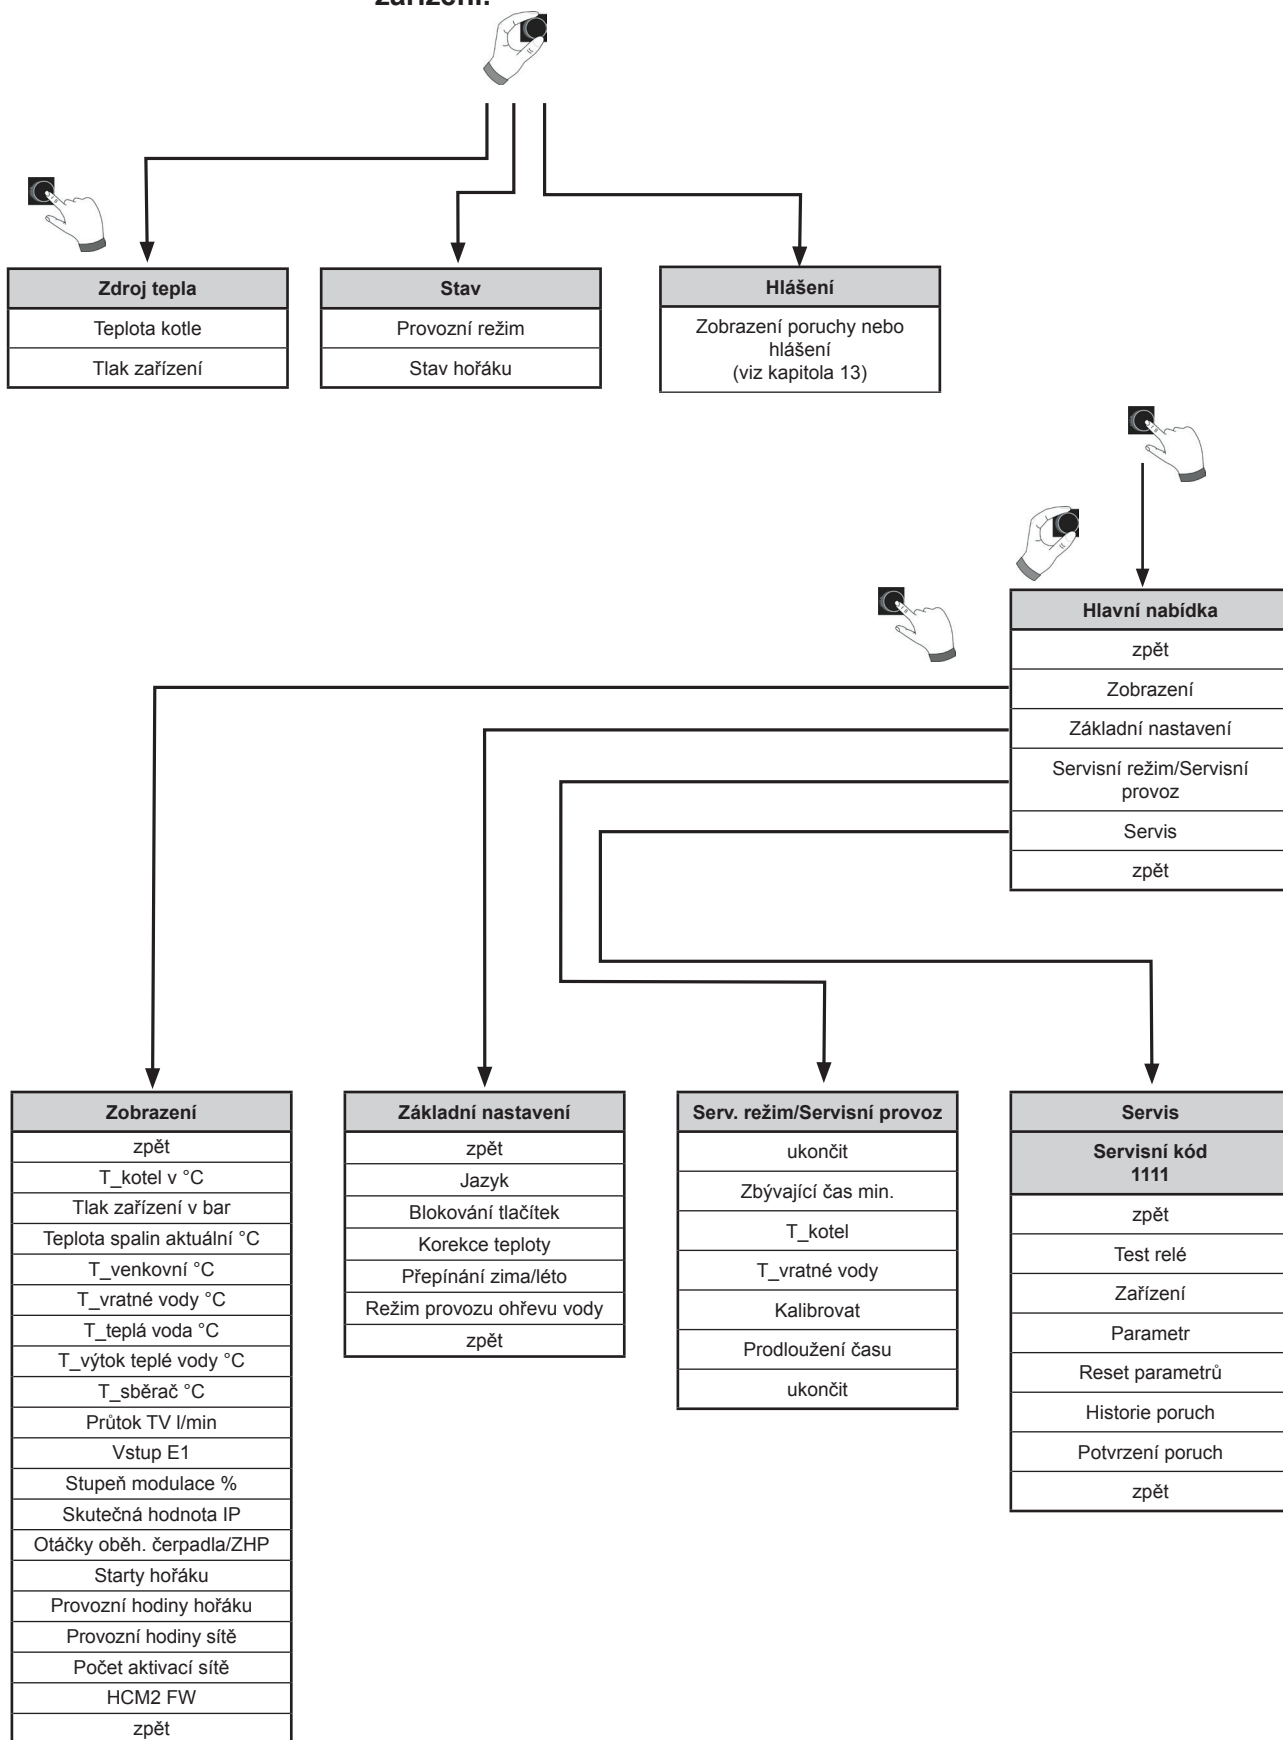 zařízení:
Zdroj tepla
Teplota kotle
Tlak zařízení
Stav
Provozní režim
Stav hořáku
Hlášení
Zobrazení poruchy nebo
hlášení
(viz kapitola 13)
Hlavní nabídka
zpět
Zobrazení
Základní nastavení
Servisní režim/Servisní
provoz
Servis
zpět
Zobrazení
zpět
T_kotel v °C
Tlak zařízení v bar
Teplota spalin aktuální °C
T_venkovní °C
T_vratné vody °C
T_teplá voda °C
T_výtok teplé vody °C
T_sběrač °C
Průtok TV l/min
Vstup E1
Stupeň modulace %
Skutečná hodnota IP
Otáčky oběh. čerpadla/ZHP
Starty hořáku
Provozní hodiny hořáku
Provozní hodiny sítě
Počet aktivací sítě
HCM2 FW
zpět
Základní nastavení
zpět
Jazyk
Blokování tlačítek
Korekce teploty
Přepínání zima/léto
Režim provozu ohřevu vody
zpět
Serv. režim/Servisní provoz
ukončit
Zbývající čas min.
T_kotel
T_vratné vody
Kalibrovat
Prodloužení času
ukončit
Servis
Servisní kód
1111
zpět
Test relé
Zařízení
Parametr
Reset parametrů
Historie poruch
Potvrzení poruch
zpět